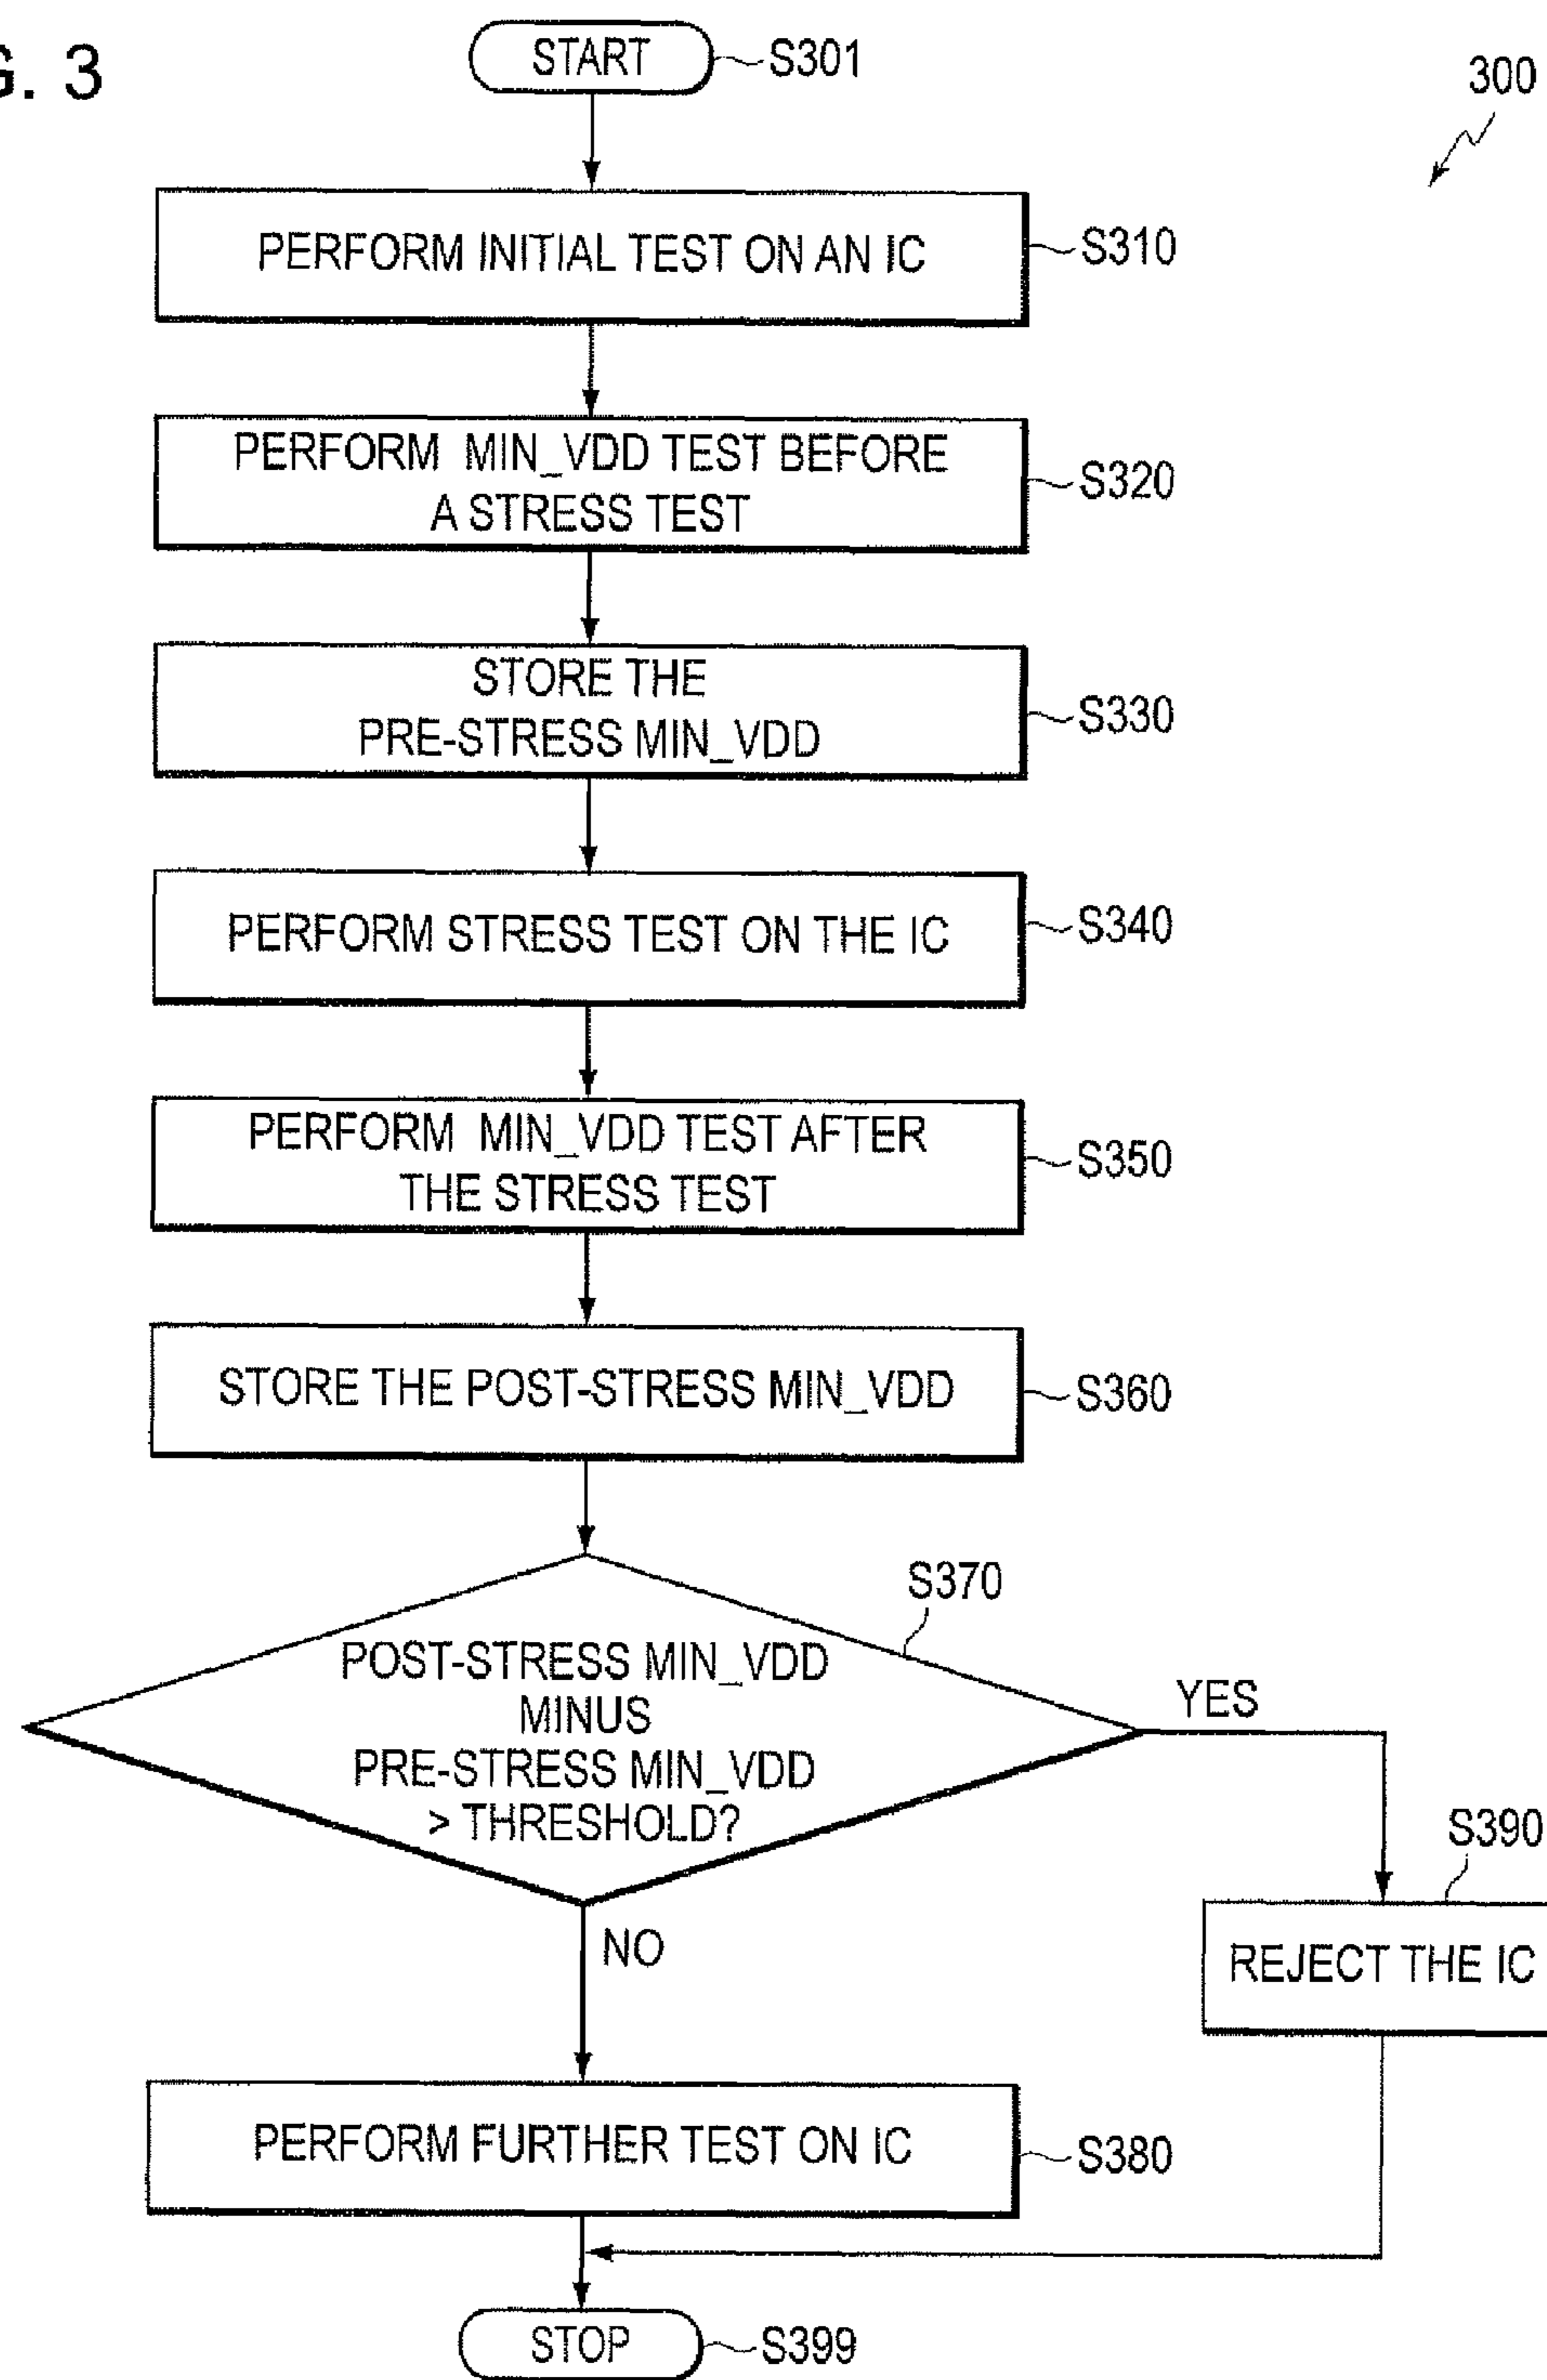 G. 3
START
S301
300
PERFORM INITIAL TEST ON AN IC
S310
PERFORM MIN_VDD TEST BEFORE
A STRESS TEST
S320
STORE THE
PRE-STRESS MIN_VDD
S330
PERFORM STRESS TEST ON THE IC
S340
PERFORM MIN_VDD TEST AFTER
THE STRESS TEST
S350
STORE THE POST-STRESS MIN_VDD
S360
S370
POST-STRESS MIN_VDD
MINUS
PRE-STRESS MIN_VDD
> THRESHOLD?
YES
NO
S390
REJECT THE IC
PERFORM FURTHER TEST ON IC
S380
STOP
S399